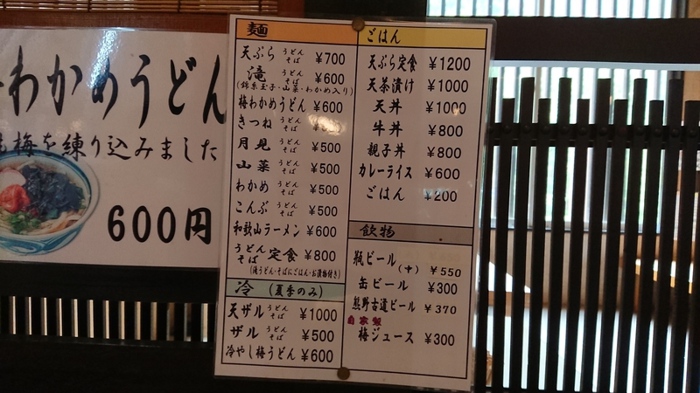 わかめうどん
梅を練り込みました
600円
麺
天ぷら うどん そば ¥700
滝 うどん そば ¥600
(錦糸玉子・山菜・わかめ入り)
梅わかめうどん ¥600
きつね うどん そば
月見 うどん そば ¥500
山菜 うどん そば ¥500
わかめ うどん そば ¥500
こんぶ うどん そば ¥500
和歌山ラーメン ¥600
うどん そば 定食 ¥800
(滝うどん・そばにごはん・お漬物付き)
冷 (夏季のみ)
天ザル うどん そば ¥1000
ザル うどん そば ¥500
冷やし梅うどん ¥600
ごはん
天ぷら定食 ¥1200
天茶漬け ¥1000
天丼 ¥1000
牛丼 ¥800
親子丼 ¥800
カレーライス ¥600
ごはん ¥200
飲物
瓶ビール (中) ¥550
缶ビール ¥300
熊野古道ビール ¥370
自家製
梅ジュース ¥300